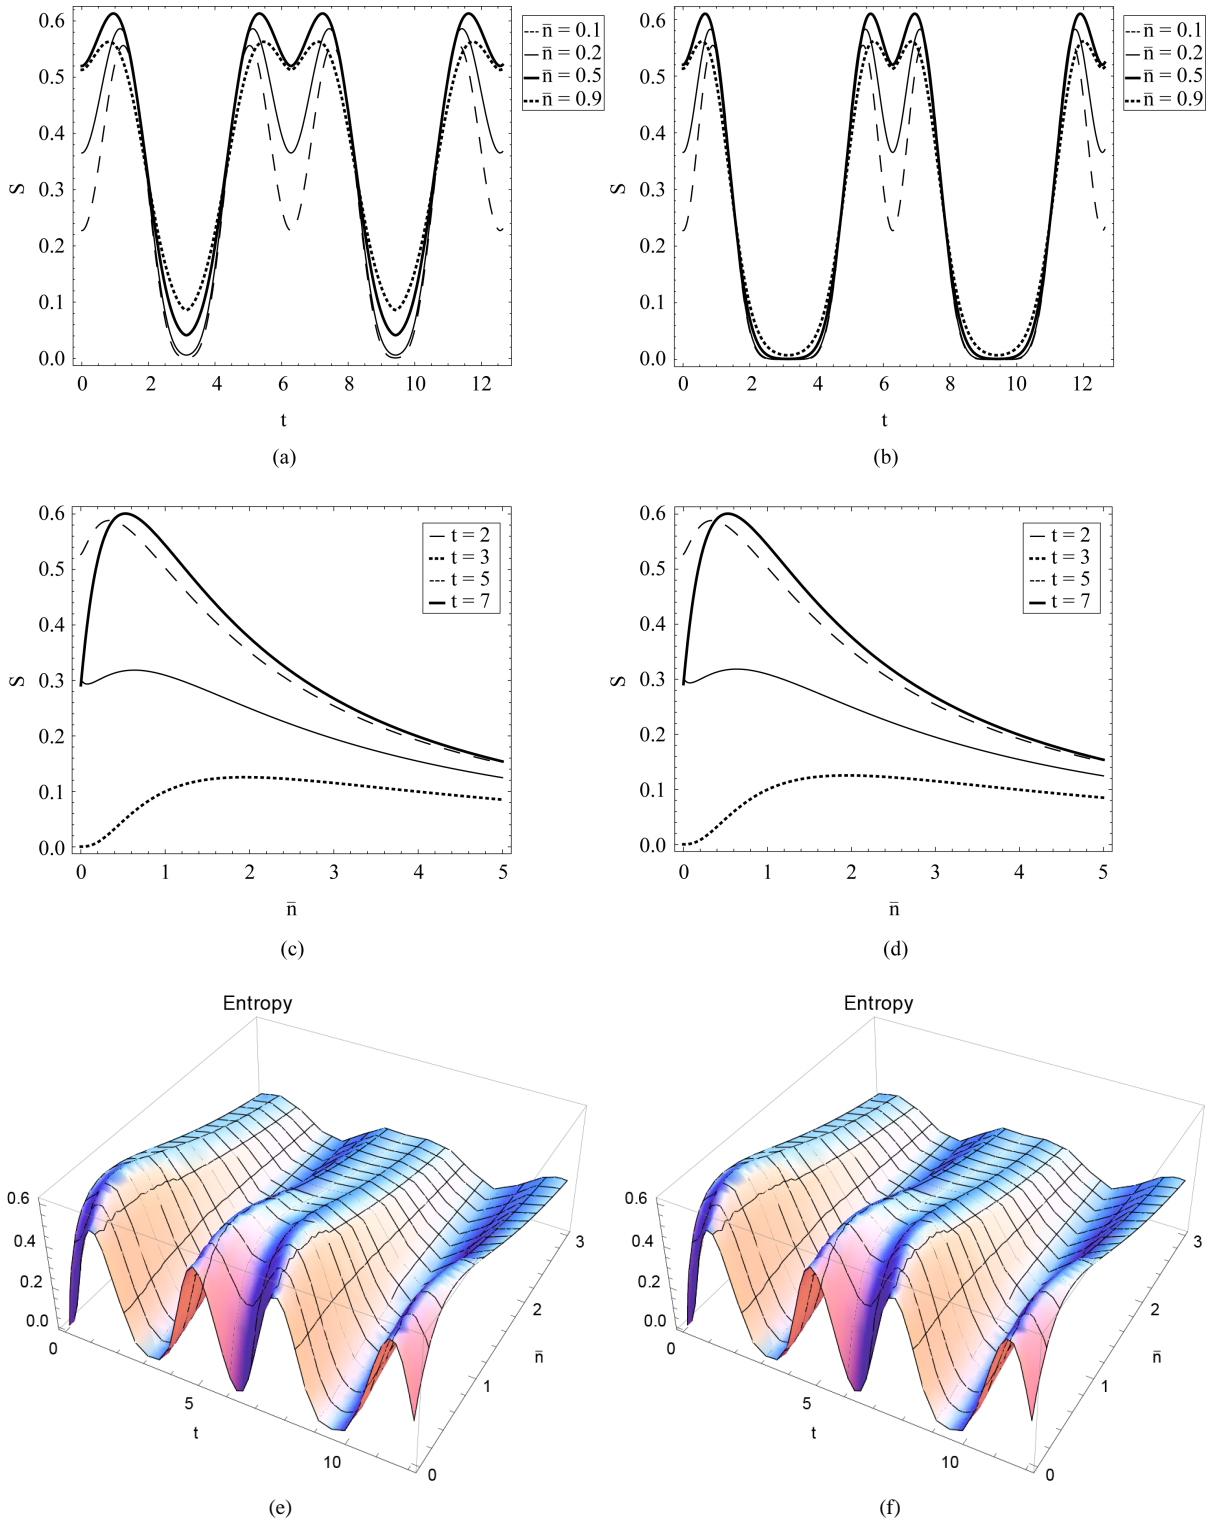 0.6
0.5
0.4
0.3
0.2
0.1
0.0
S
0 2 4 6 8 10 12
t
n̄ = 0.1
n̄ = 0.2
n̄ = 0.5
n̄ = 0.9
(a)
0.6
0.5
0.4
0.3
0.2
0.1
0.0
S
0 2 4 6 8 10 12
t
n̄ = 0.1
n̄ = 0.2
n̄ = 0.5
n̄ = 0.9
(b)
0.6
0.5
0.4
0.3
0.2
0.1
0.0
S
0 1 2 3 4 5
n̄
t = 2
t = 3
t = 5
t = 7
(c)
0.6
0.5
0.4
0.3
0.2
0.1
0.0
S
0 1 2 3 4 5
n̄
t = 2
t = 3
t = 5
t = 7
(d)
Entropy
0.6
0.4
0.2
0.0
0
5
10
t
0
1
2
3
n̄
(e)
Entropy
0.6
0.4
0.2
0.0
0
5
10
t
0
1
2
3
n̄
(f)